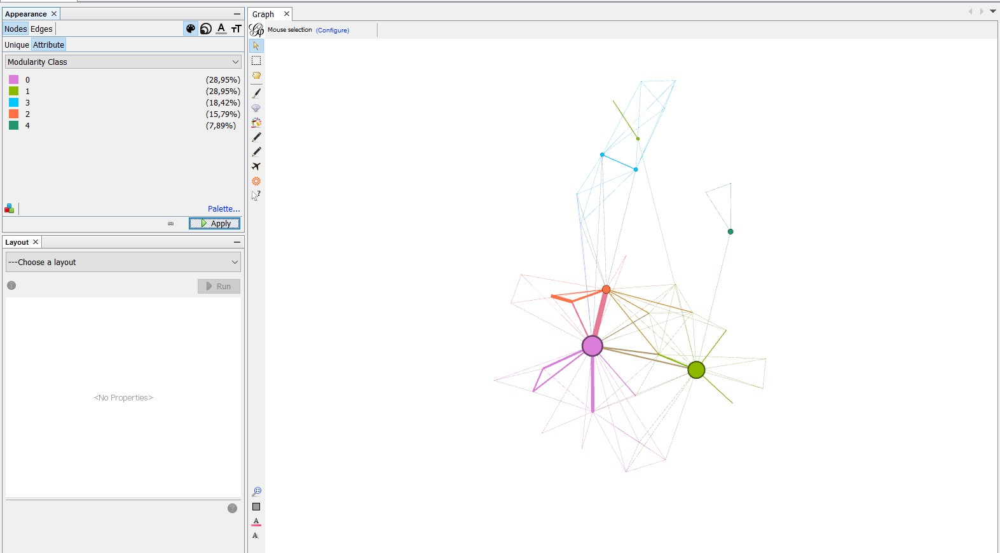 Appearance
Nodes Edges A TT
Unique Attribute
Modularity Class
0 (28,95%)
1 (28,95%)
3 (18,42%)
2 (15,79%)
4 (7,89%)
Palette...
Apply
Layout
---Choose a layout
i Run
<No Properties>
?
Graph
Mouse selection (Configure)
?
A
A